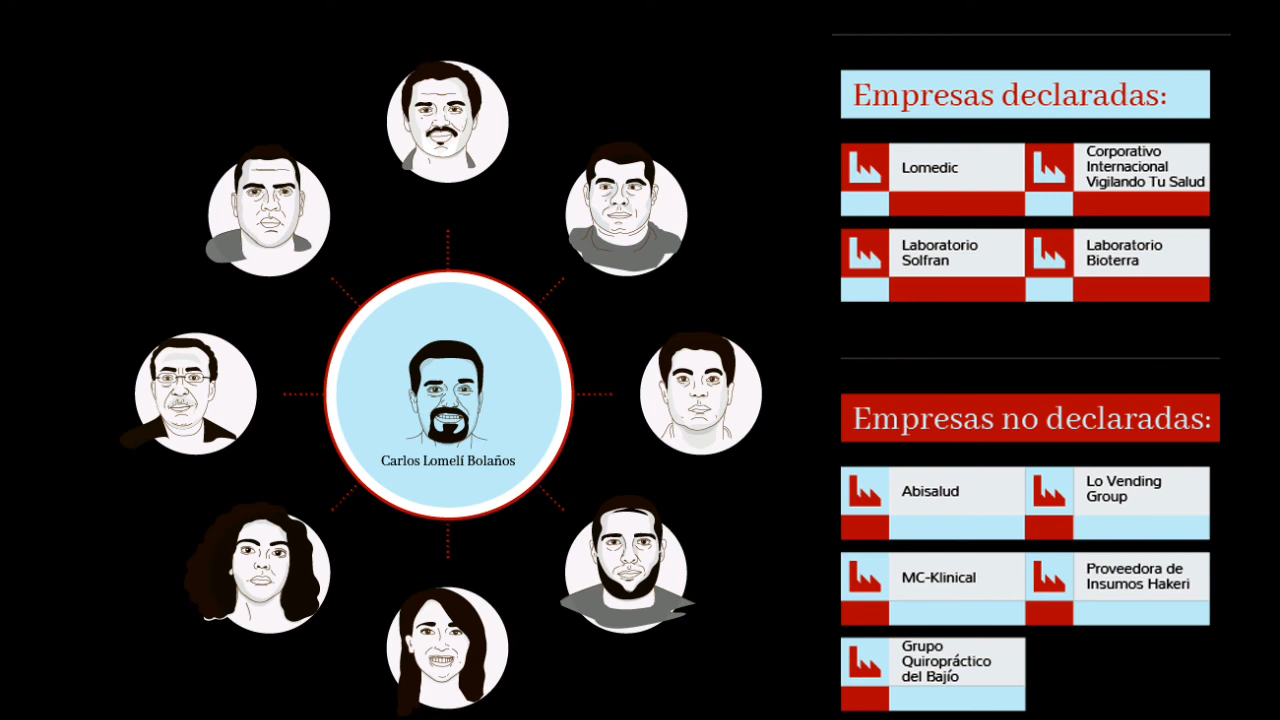 Carlos Lomelí Bolaños
Empresas declaradas:
Lomedic
Corporativo
Internacional
Vigilando Tu Salud
Laboratorio
Solfran
Laboratorio
Bioterra
Empresas no declaradas:
Abisalud
Lo Vending
Group
MC-Klinical
Proveedora de
Insumos Hakeri
Grupo
Quiropráctico
del Bajío